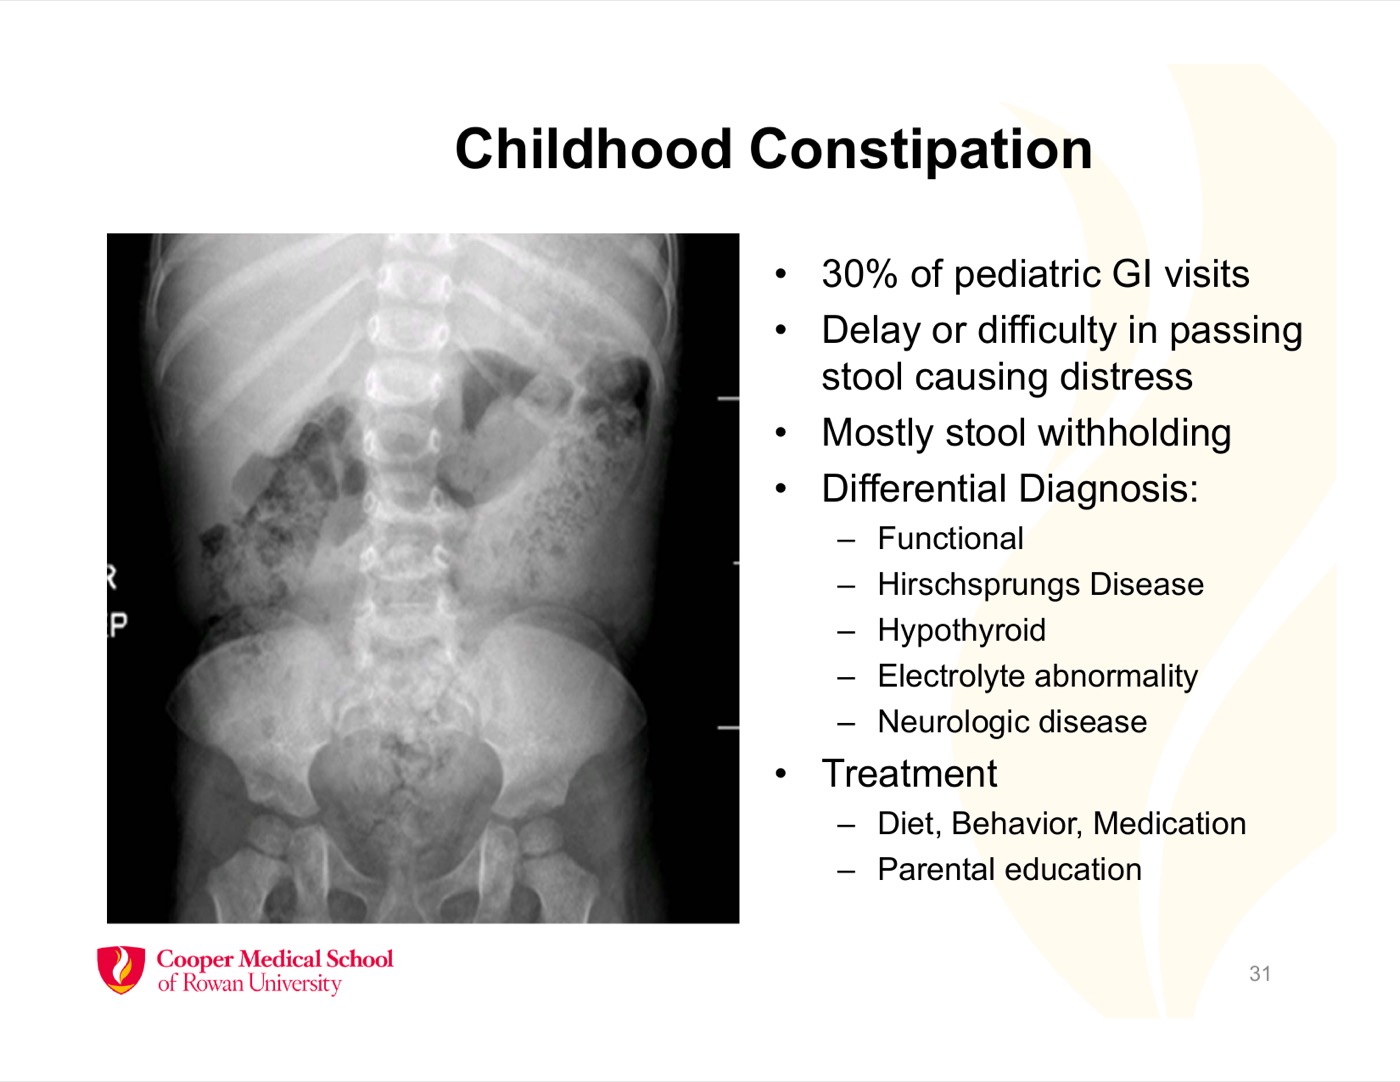 Childhood Constipation
• 30% of pediatric GI visits
• Delay or difficulty in passing
stool causing distress
• Mostly stool withholding
• Differential Diagnosis:
– Functional
– Hirschsprungs Disease
– Hypothyroid
– Electrolyte abnormality
– Neurologic disease
• Treatment
– Diet, Behavior, Medication
– Parental education
R
P
Cooper Medical School
of Rowan University
31